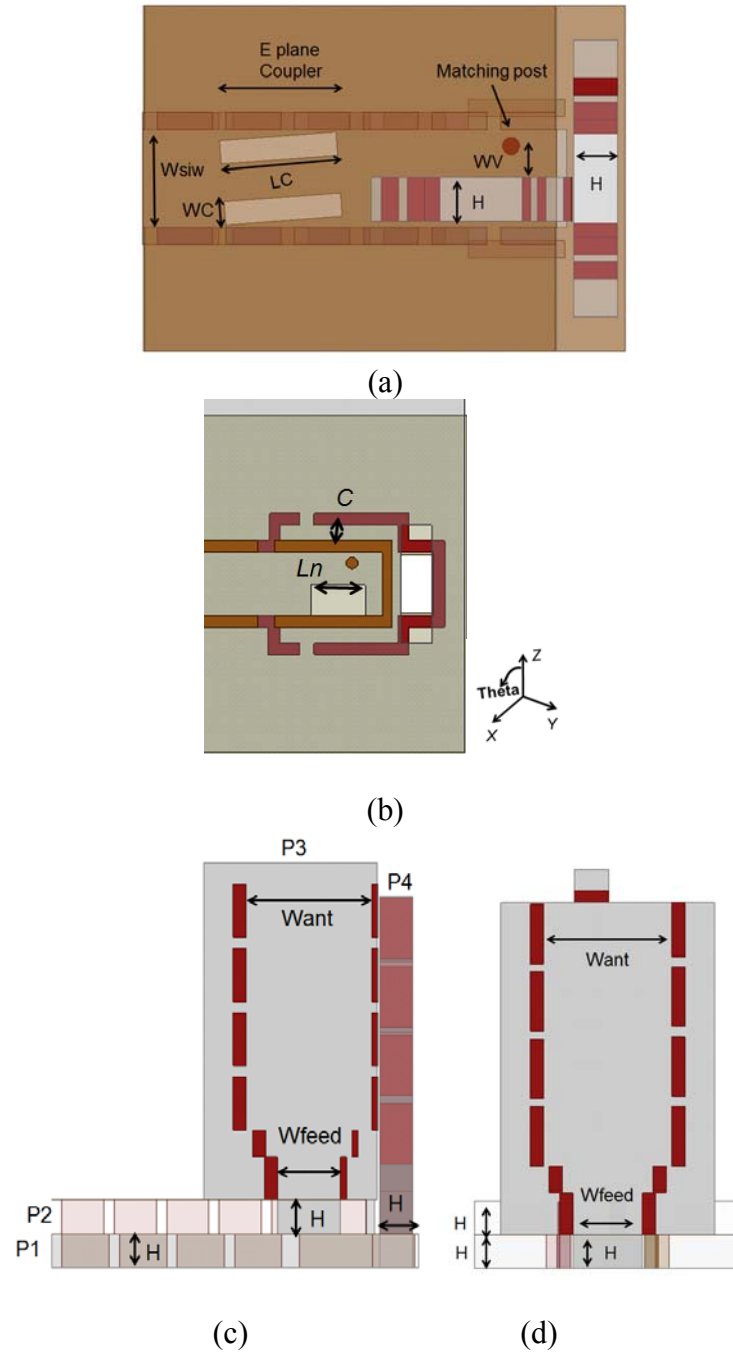 E plane
Coupler
Matching post
Wsiw
LC
WC
WV
H
H
(a)
C
Ln
Z
Theta
X
Y
(b)
P3
P4
Want
Want
Wfeed
Wfeed
P2
H
H
H
P1
H
H
H
(c)
(d)